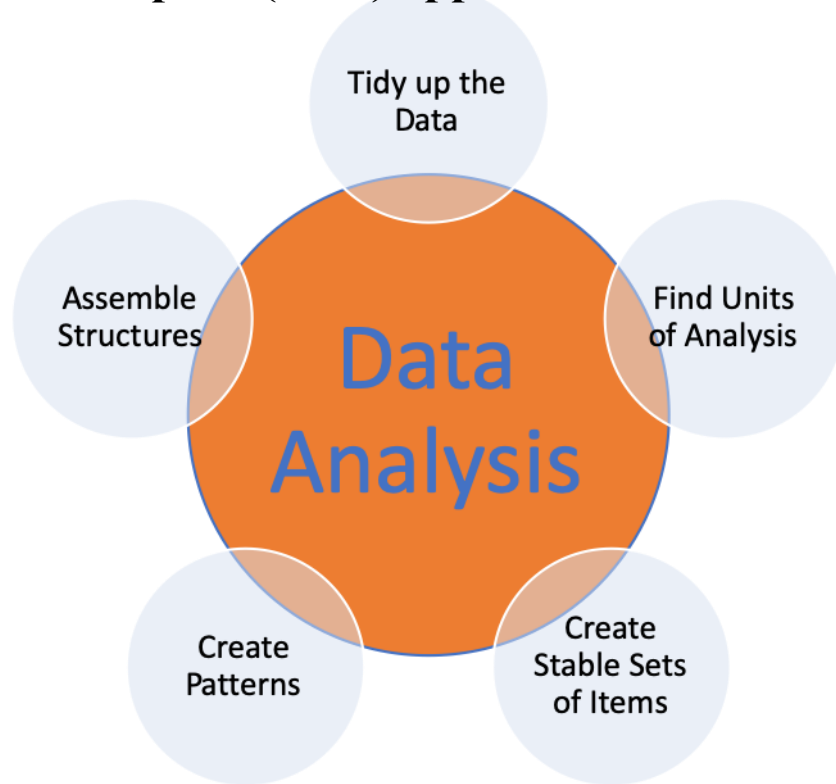 Tidy up the
Data
Find Units
of Analysis
Create
Stable Sets
of Items
Create
Patterns
Assemble
Structures
Data
Analysis